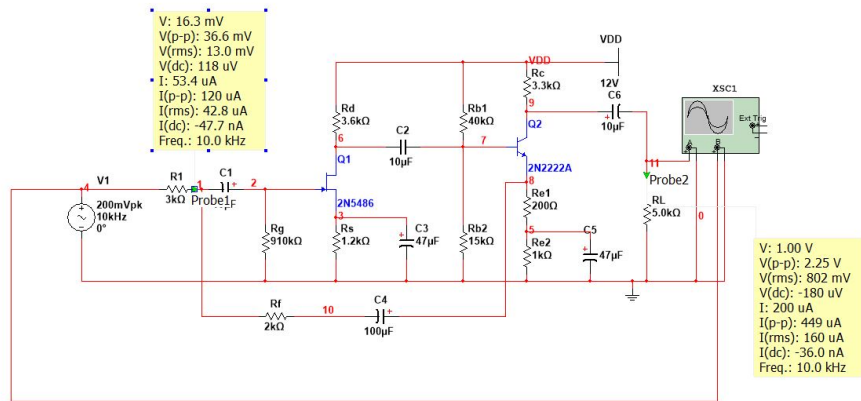 V: 16.3 mV
V(p-p): 36.6 mV
V(rms): 13.0 mV
V(dc): 118 uV
I: 53.4 uA
I(p-p): 120 uA
I(rms): 42.8 uA
I(dc): -47.7 nA
Freq.: 10.0 kHz
VDD
VDD
12V
Rc
3.3kΩ
9
C6
10µF
XSC1
Ext Trig
Rd
3.6kΩ
6
C2
10µF
Rb1
40kΩ
7
Q2
2N2222A
8
11
Probe2
4
V1
200mVpk
10kHz
0°
R1
3kΩ
1
Probe1
C1
2
Q1
2N5486
3
Rg
910kΩ
Rs
1.2kΩ
C3
47µF
Rb2
15kΩ
Re1
200Ω
5
Re2
1kΩ
C5
47µF
RL
5.0kΩ
0
Rf
2kΩ
10
C4
100µF
V: 1.00 V
V(p-p): 2.25 V
V(rms): 802 mV
V(dc): -180 uV
I: 200 uA
I(p-p): 449 uA
I(rms): 160 uA
I(dc): -36.0 nA
Freq.: 10.0 kHz